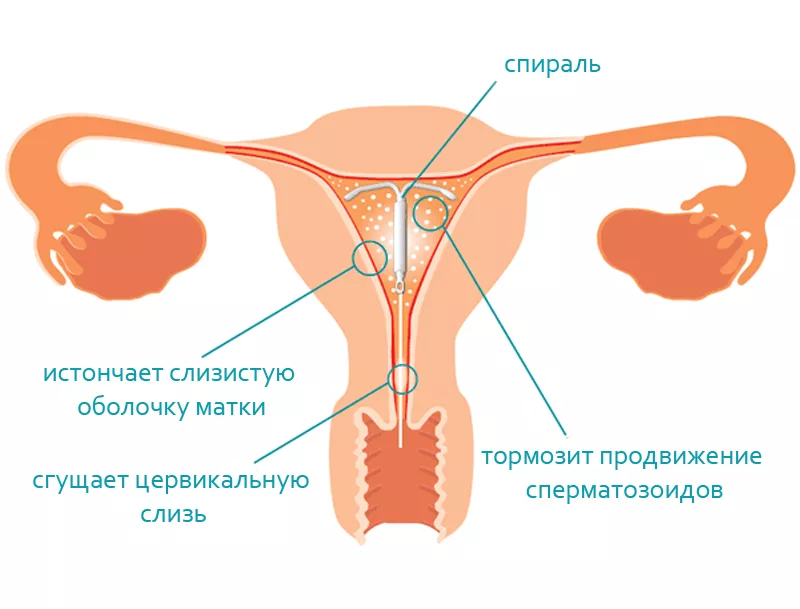 спираль
истончает слизистую
оболочку матки
сгущает цервикальную
слизь
тормозит продвижение
сперматозоидов